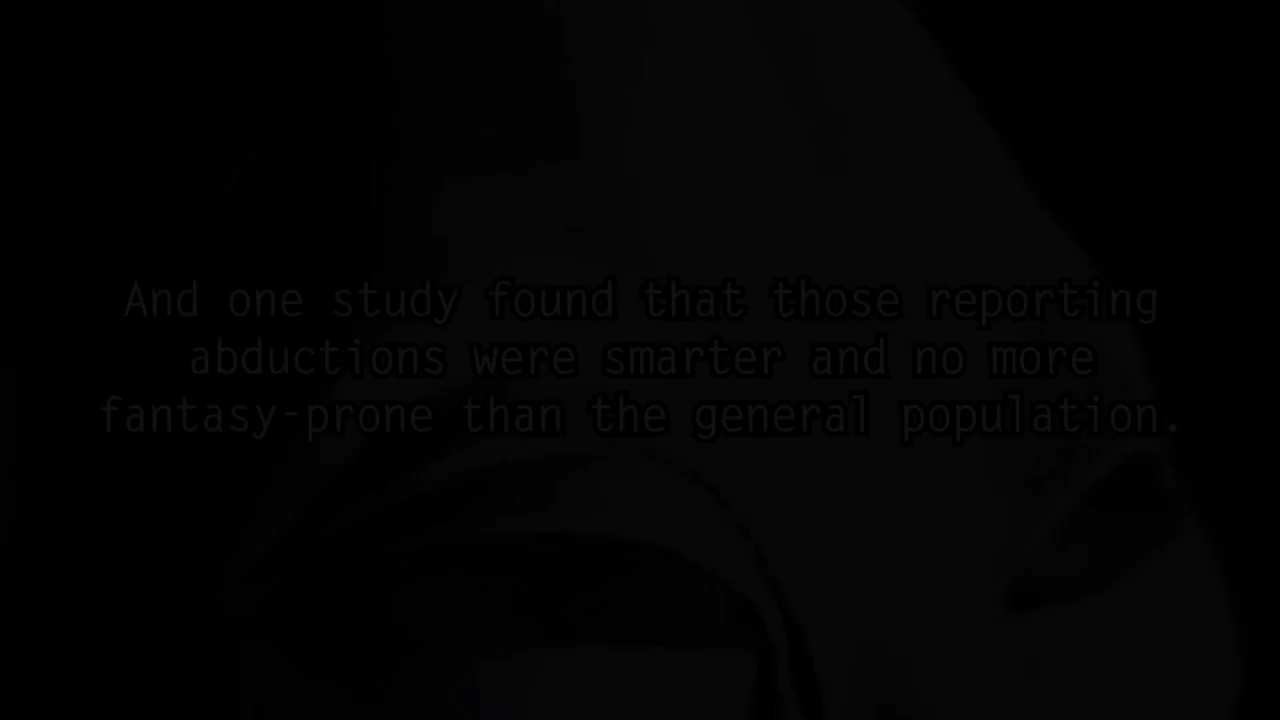 And one study found that those reporting
abductions were smarter and no more
fantasy-prone than the general population.